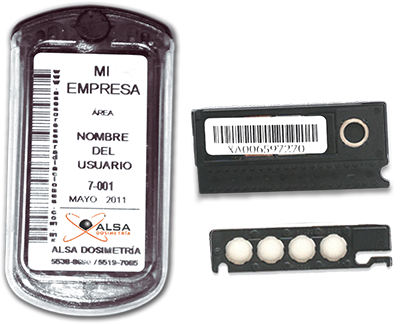 MI
EMPRESA
ÁREA
NOMBRE
DEL
USUARIO
7-001
MAYO 2011
ALSA
DOSIMETRÍA
ALSA DOSIMETRÍA
/ 5519-7065
XA006597270